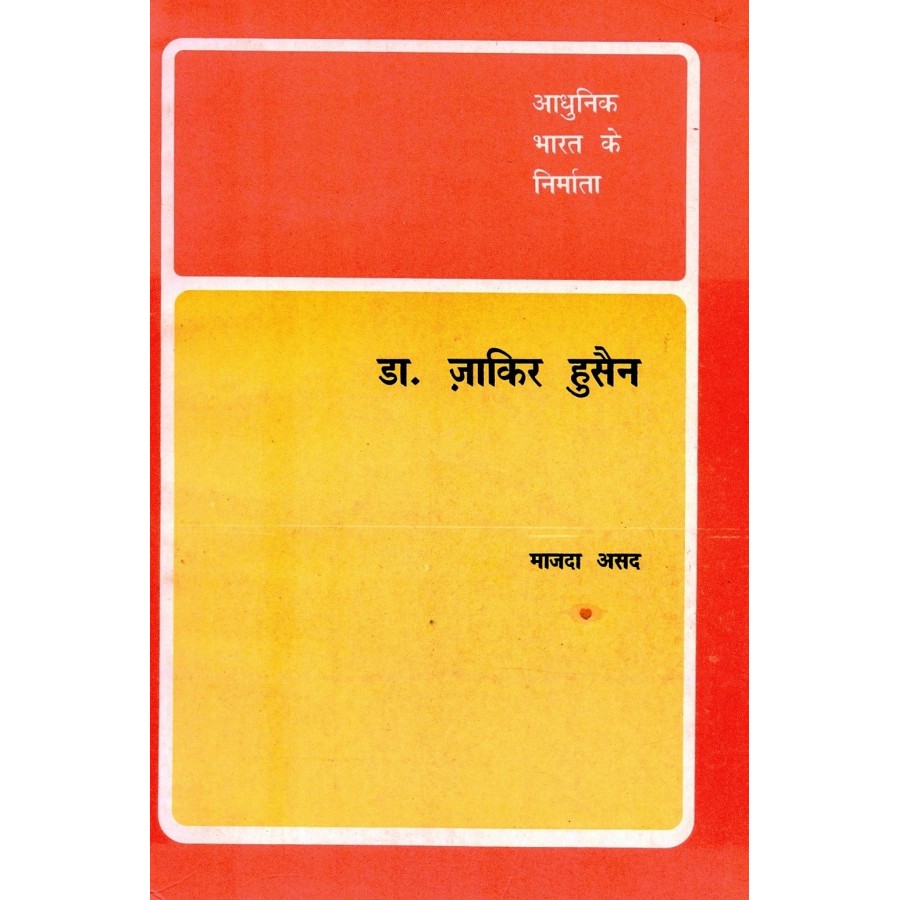 आधुनिक
भारत के
निर्माता
डा. ज़ाकिर हुसैन
माजदा असद